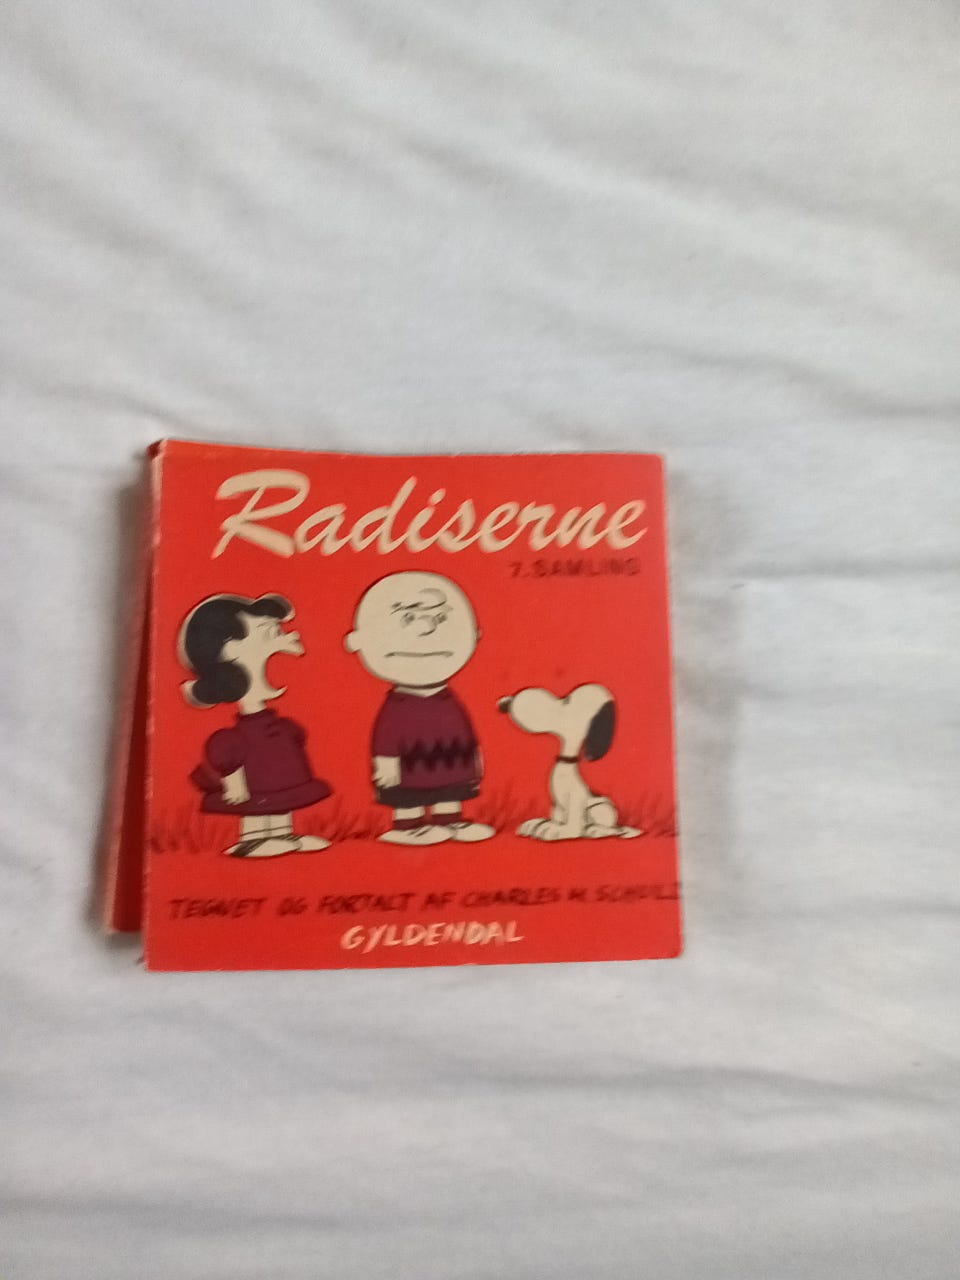 Radiserne
7. SAMLING
TEGNET OG FORTALT AF CHARLES M. SCHULZ
GYLDENDAL